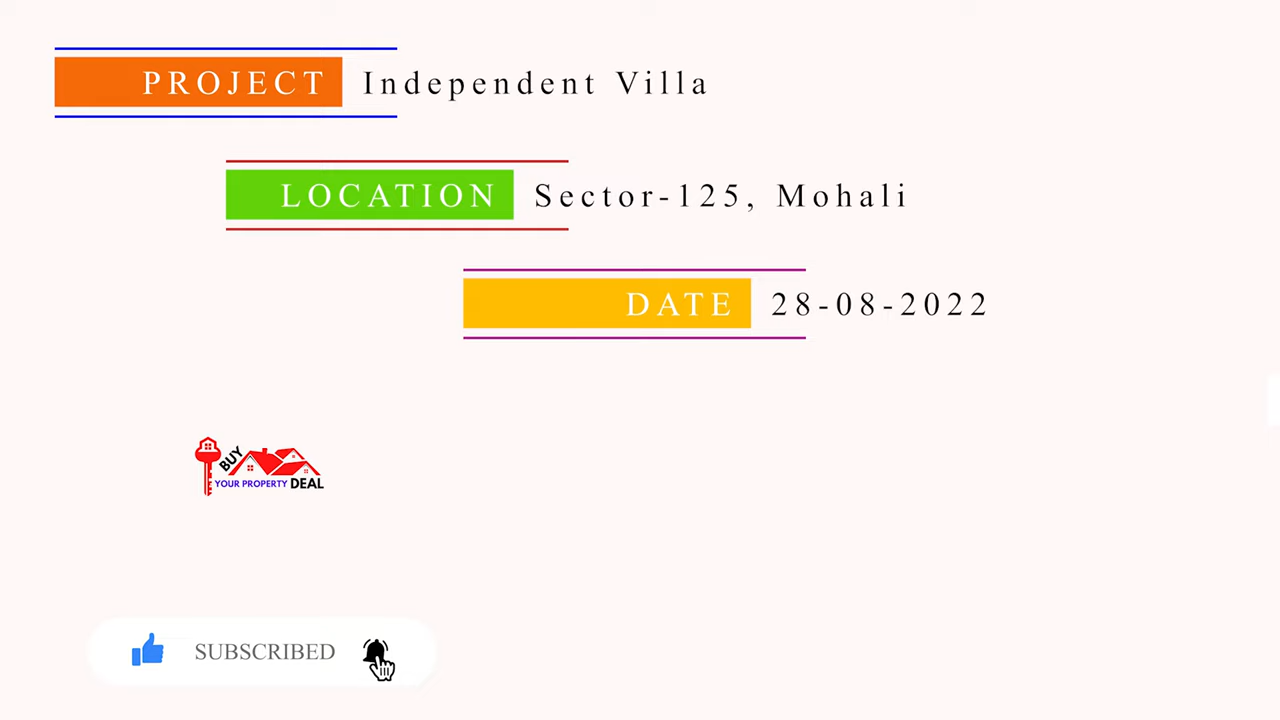 PROJECT Independent Villa
LOCATION Sector-125, Mohali
DATE 28-08-2022
BUY
YOUR PROPERTY DEAL
SUBSCRIBED